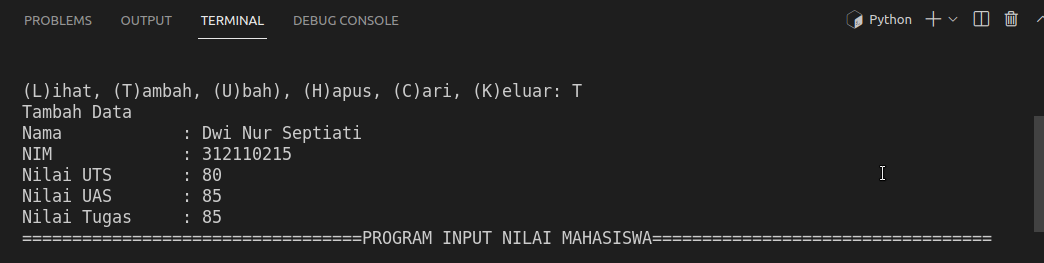 PROBLEMS OUTPUT TERMINAL DEBUG CONSOLE Python
(L)ihat, (T)ambah, (U)bah), (H)apus, (C)ari, (K)eluar: T
Tambah Data
Nama : Dwi Nur Septiati
NIM : 312110215
Nilai UTS : 80
Nilai UAS : 85
Nilai Tugas : 85
==================================PROGRAM INPUT NILAI MAHASISWA==================================